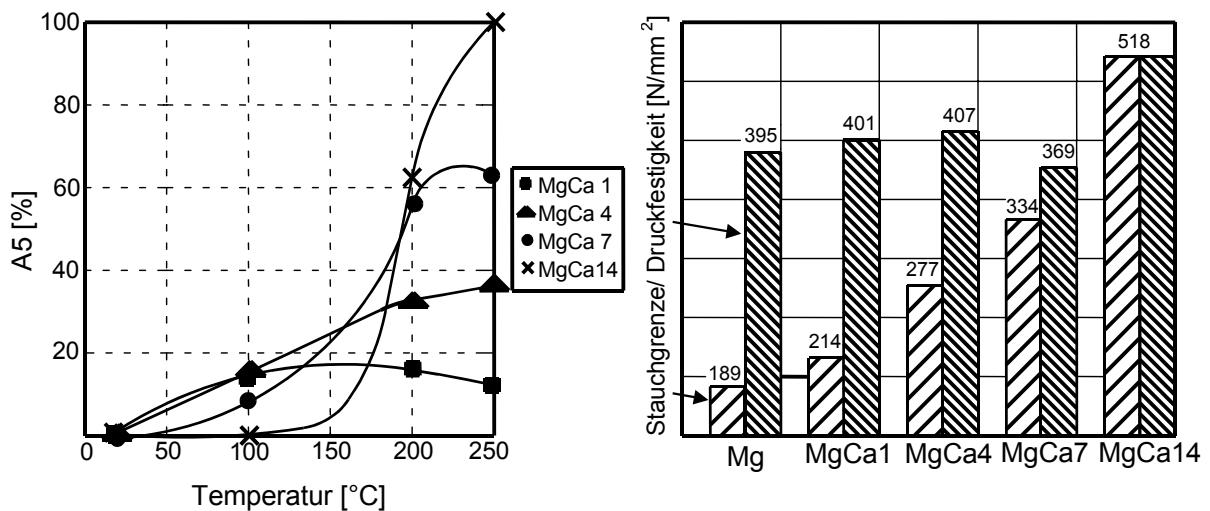 100
80
60
40
20
0
50
100
150
200
250
A5 [%]
Temperatur [°C]
MgCa 1
MgCa 4
MgCa 7
MgCa14
Stauchgrenze/ Druckfestigkeit [N/mm²]
189
395
214
401
277
407
334
369
518
Mg
MgCa1
MgCa4
MgCa7
MgCa14